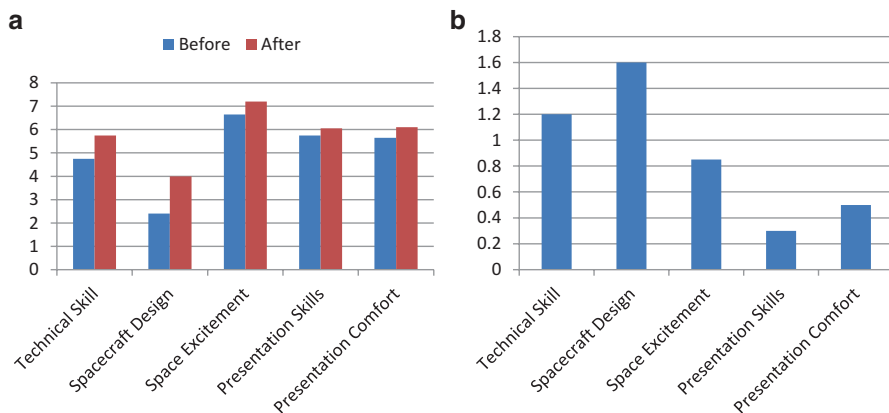 a
Before After
8
7
6
5
4
3
2
1
0
Technical Skill
Spacecraft Design
Space Excitement
Presentation Skills
Presentation Comfort
b
1.8
1.6
1.4
1.2
1
0.8
0.6
0.4
0.2
0
Technical Skill
Spacecraft Design
Space Excitement
Presentation Skills
Presentation Comfort